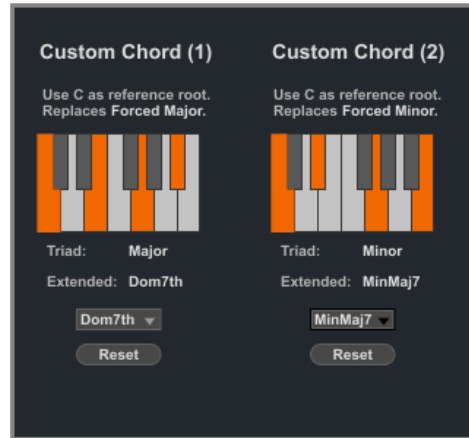 Custom Chord (1)
Use C as reference root.
Replaces Forced Major.
Triad: Major
Extended: Dom7th
Dom7th
Reset
Custom Chord (2)
Use C as reference root.
Replaces Forced Minor.
Triad: Minor
Extended: MinMaj7
MinMaj7
Reset